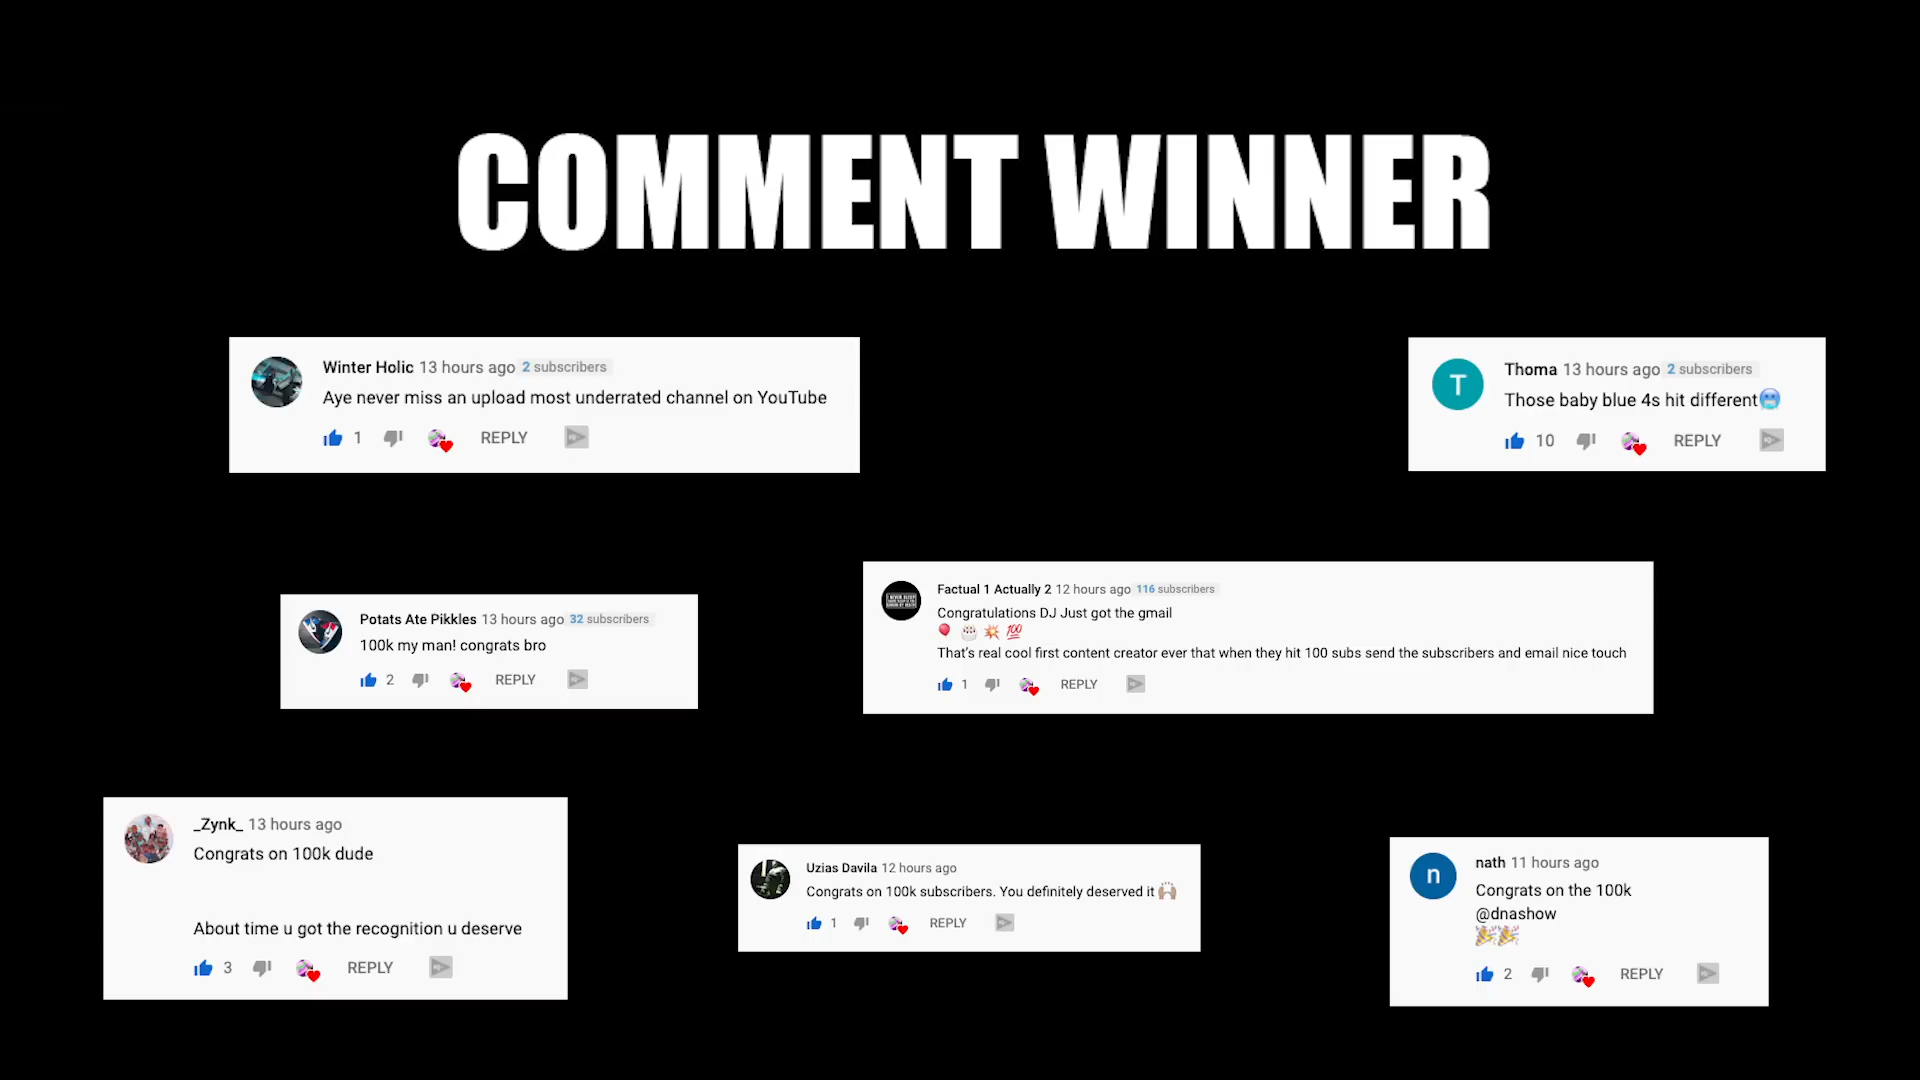 COMMENT WINNER
Winter Holic 13 hours ago 2 subscribers
Aye never miss an upload most underrated channel on YouTube
1 REPLY
Thoma 13 hours ago 2 subscribers
T
Those baby blue 4s hit different🥶
10 REPLY
Potats Ate Pikkles 13 hours ago 32 subscribers
100k my man! congrats bro
2 REPLY
Factual 1 Actually 2 12 hours ago 116 subscribers
Congratulations DJ Just got the gmail
🎈 🎂 💥 💯
That's real cool first content creator ever that when they hit 100 subs send the subscribers and email nice touch
1 REPLY
_Zynk_ 13 hours ago
Congrats on 100k dude
About time u got the recognition u deserve
3 REPLY
Uzias Davila 12 hours ago
Congrats on 100k subscribers. You definitely deserved it 🙌🏽
1 REPLY
nath 11 hours ago
n
Congrats on the 100k
@dnashow
🎉🎉
2 REPLY